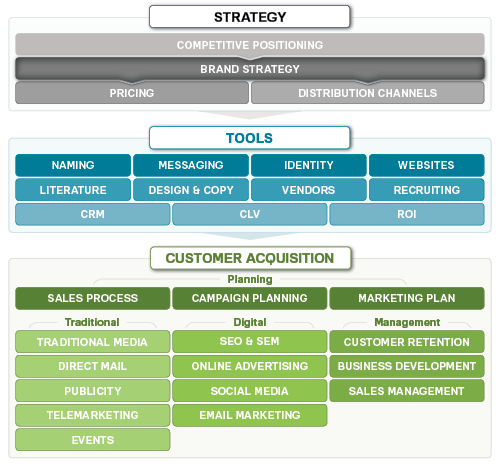 STRATEGY
COMPETITIVE POSITIONING
BRAND STRATEGY
PRICING DISTRIBUTION CHANNELS
TOOLS
NAMING MESSAGING IDENTITY WEBSITES
LITERATURE DESIGN & COPY VENDORS RECRUITING
CRM CLV ROI
CUSTOMER ACQUISITION
Planning
SALES PROCESS CAMPAIGN PLANNING MARKETING PLAN
Traditional Digital Management
TRADITIONAL MEDIA SEO & SEM CUSTOMER RETENTION
DIRECT MAIL ONLINE ADVERTISING BUSINESS DEVELOPMENT
PUBLICITY SOCIAL MEDIA SALES MANAGEMENT
TELEMARKETING EMAIL MARKETING
EVENTS